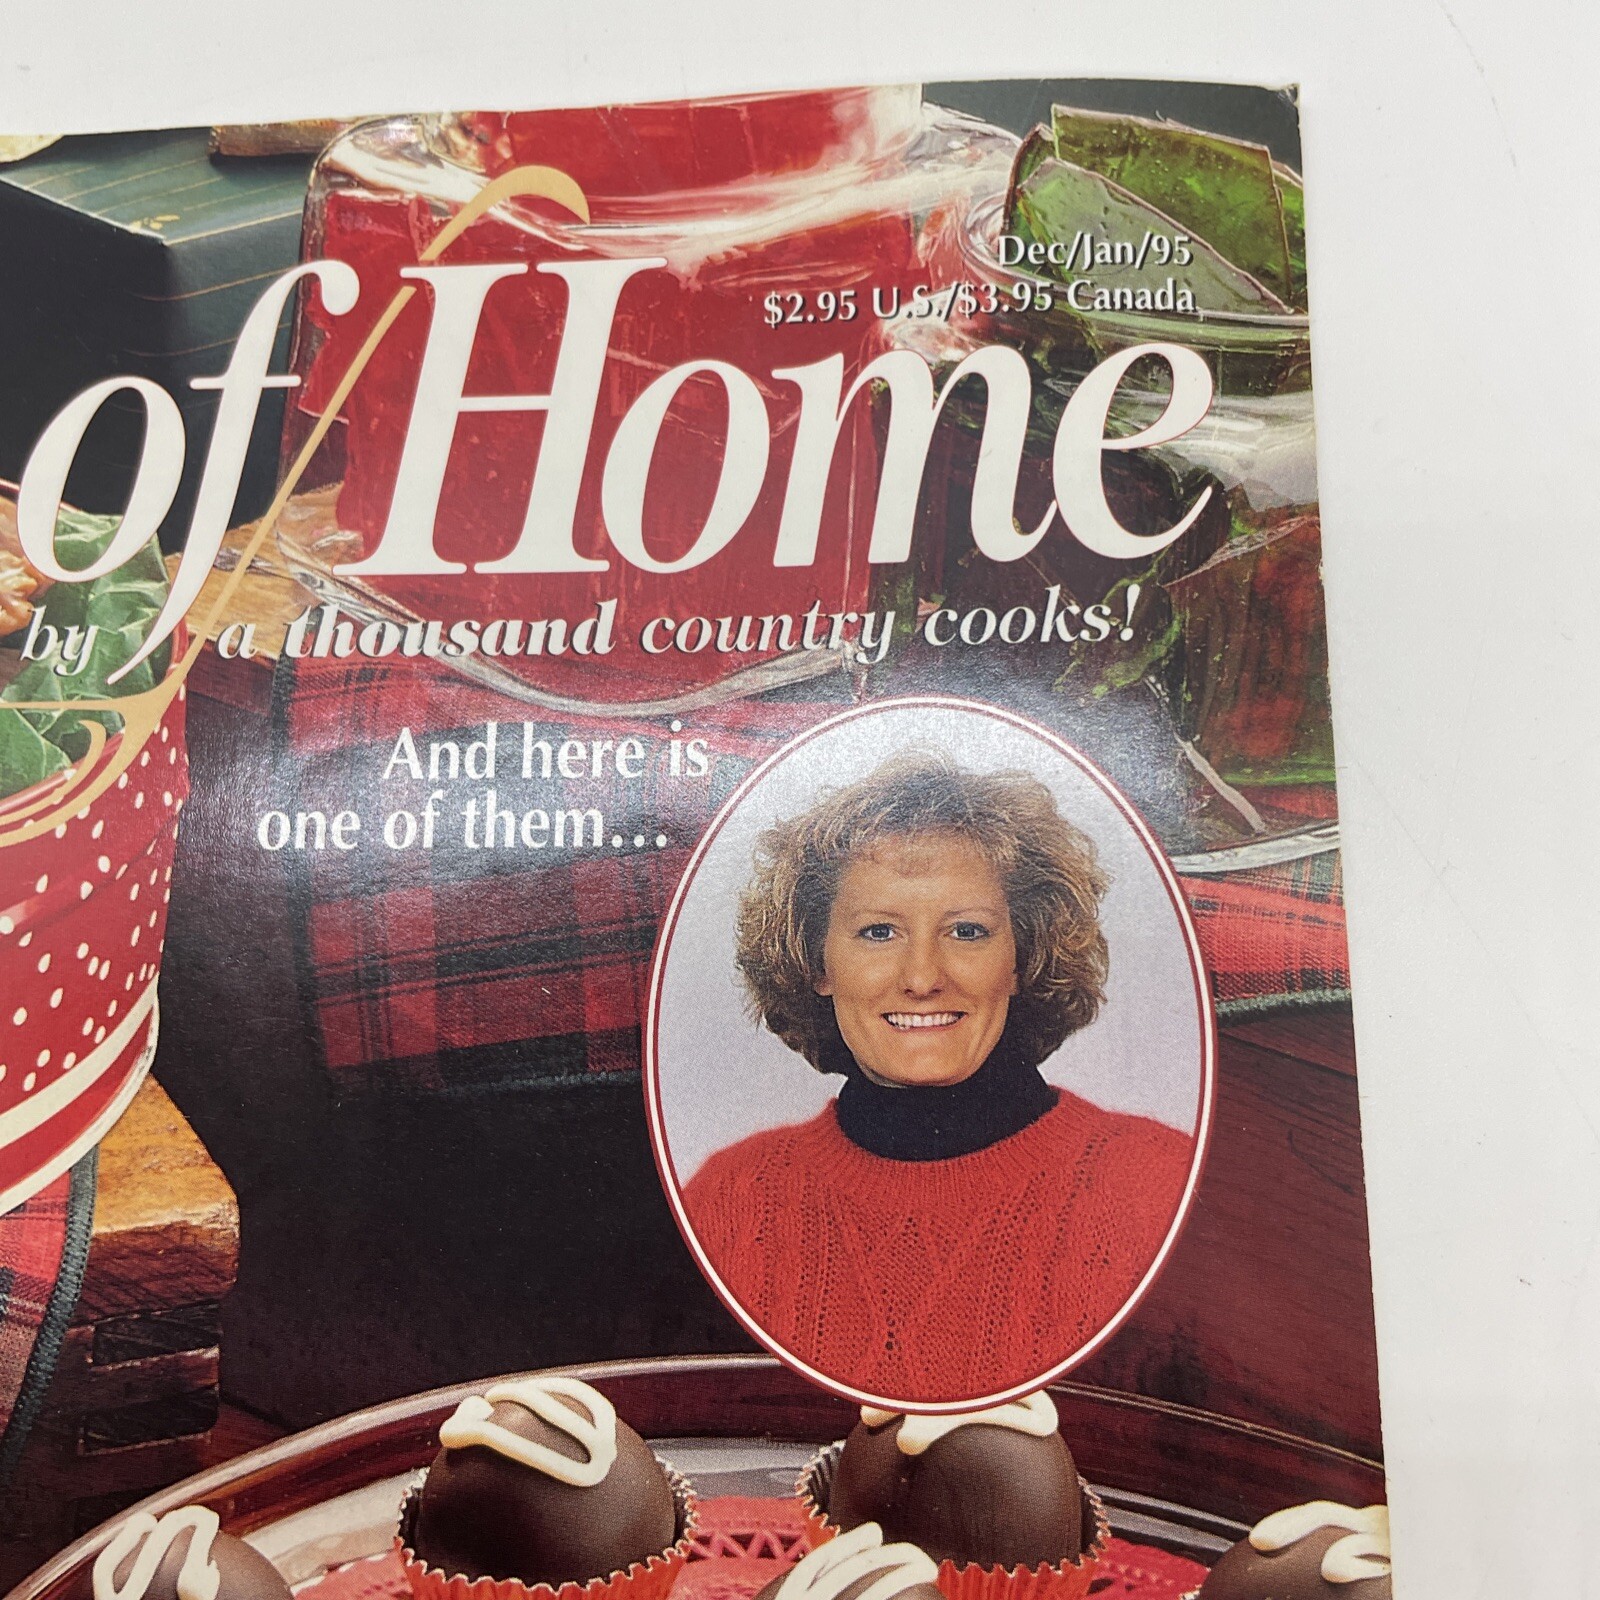 Dec/Jan/95
$2.95 U.S./$3.95 Canada
of Home
by a thousand country cooks!
And here is
one of them...